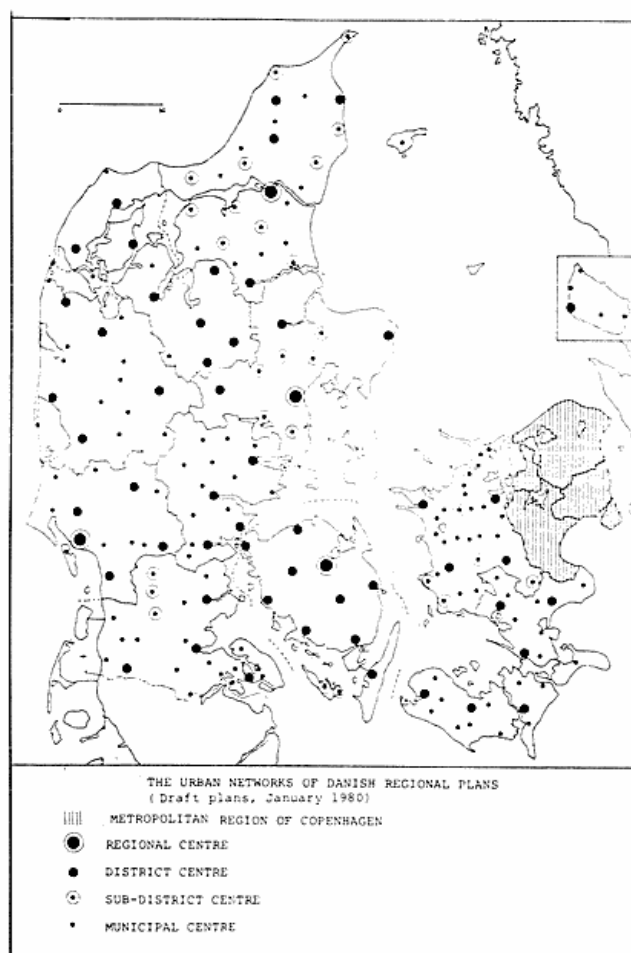 THE URBAN NETWORKS OF DANISH REGIONAL PLANS
(Draft plans, January 1980)
METROPOLITAN REGION OF COPENHAGEN
REGIONAL CENTRE
DISTRICT CENTRE
SUB-DISTRICT CENTRE
MUNICIPAL CENTRE